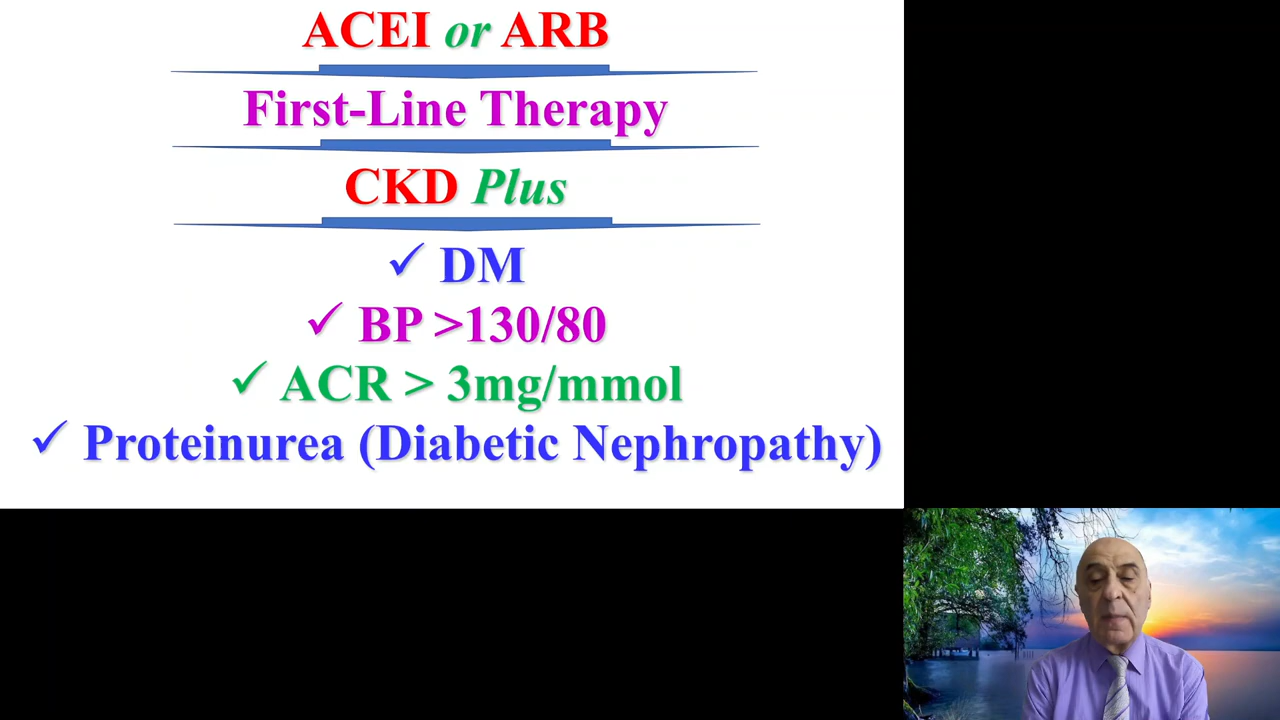 ACEI or ARB
First-Line Therapy
CKD Plus
✓ DM
✓ BP >130/80
✓ ACR > 3mg/mmol
✓ Proteinurea (Diabetic Nephropathy)